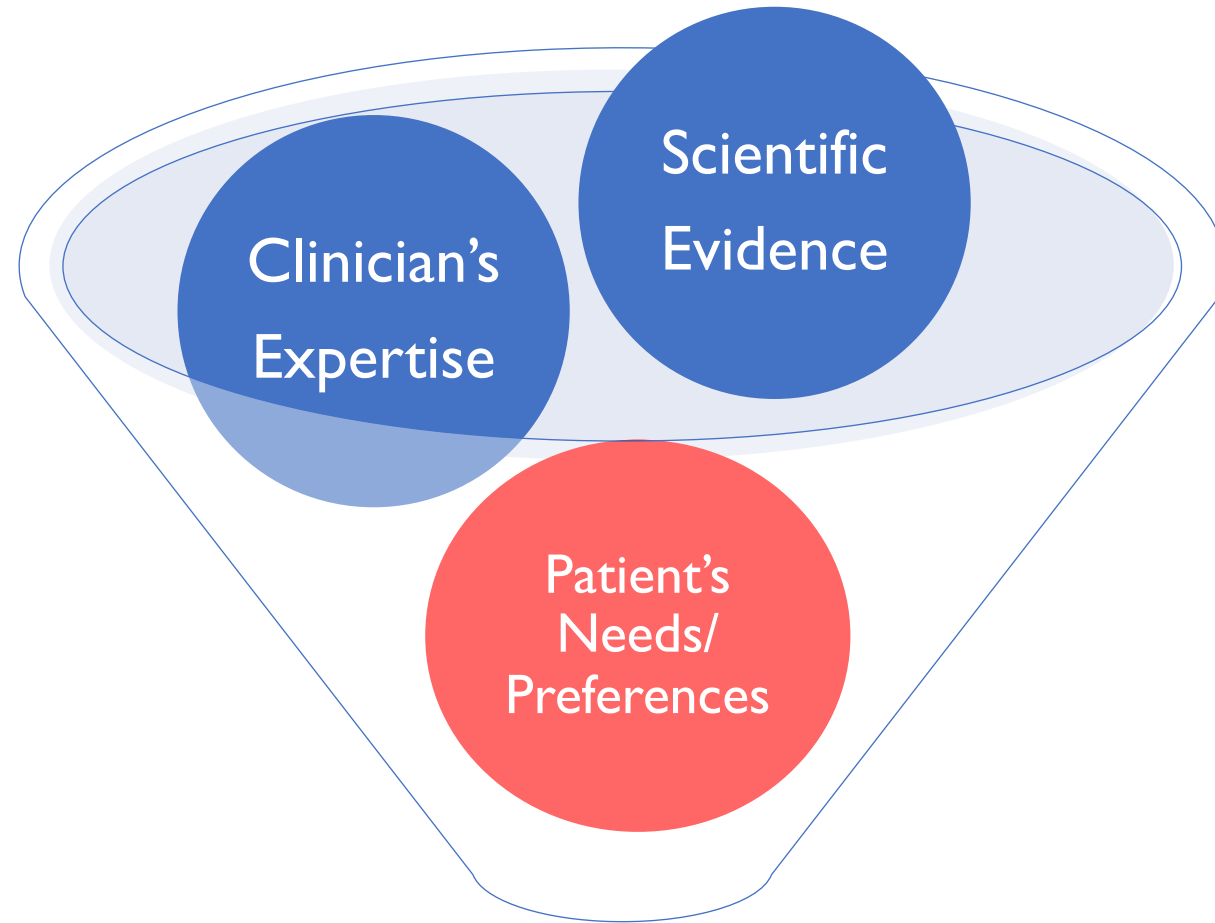 Scientific
Evidence
Clinician’s
Expertise
Patient’s
Needs/
Preferences